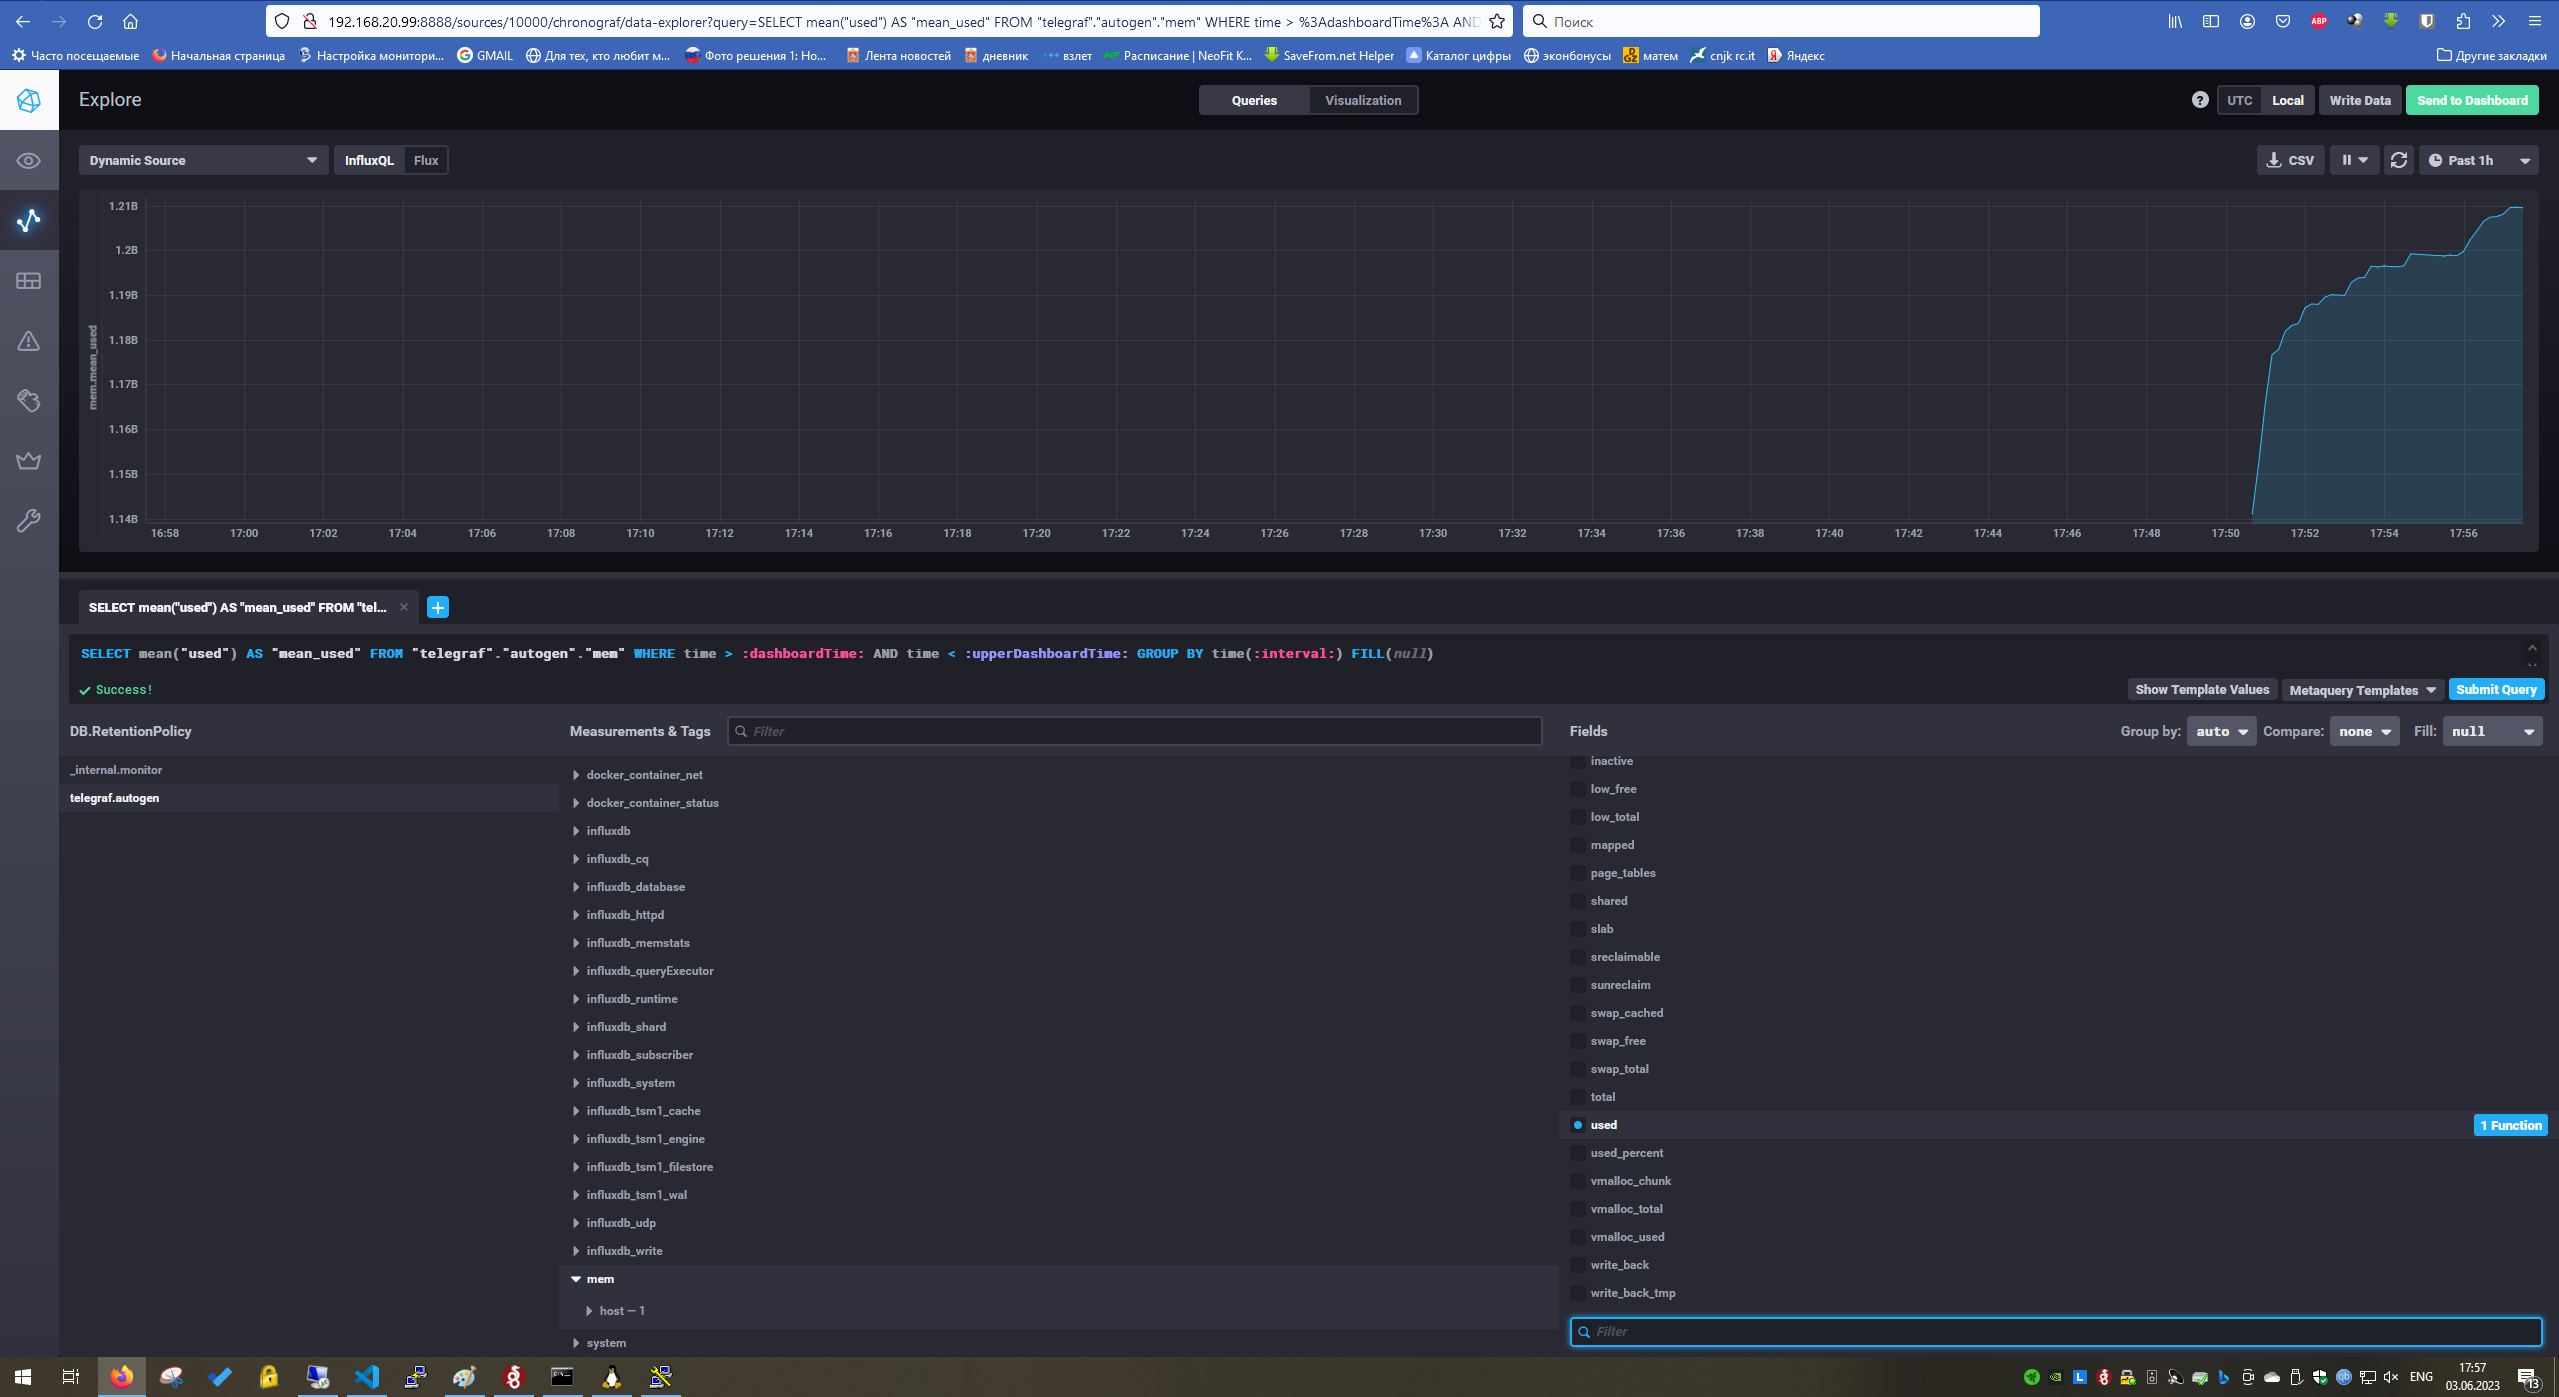 192.168.20.99:8888/sources/10000/chronograf/data-explorer?query=SELECT mean("used") AS "mean_used" FROM "telegraf"."autogen"."mem" WHERE time > %3AdashboardTime%3A AND
Поиск
Часто посещаемые
Начальная страница
Настройка монитори...
GMAIL
Для тех, кто любит м...
Фото решения 1: Но...
Лента новостей
дневник
взлет
Расписание | NeoFit K...
SaveFrom.net Helper
Каталог цифры
эконбонусы
матем
cnjk rc.it
Яндекс
Другие закладки
Explore
Queries
Visualization
UTC
Local
Write Data
Send to Dashboard
Dynamic Source
InfluxQL
Flux
CSV
Past 1h
mem.mean_used
1.21B
1.2B
1.19B
1.18B
1.17B
1.16B
1.15B
1.14B
16:58 17:00 17:02 17:04 17:06 17:08 17:10 17:12 17:14 17:16 17:18 17:20 17:22 17:24 17:26 17:28 17:30 17:32 17:34 17:36 17:38 17:40 17:42 17:44 17:46 17:48 17:50 17:52 17:54 17:56
SELECT mean("used") AS "mean_used" FROM "tel...
SELECT mean("used") AS "mean_used" FROM "telegraf"."autogen"."mem" WHERE time > :dashboardTime: AND time < :upperDashboardTime: GROUP BY time(:interval:) FILL(null)
Success!
Show Template Values
Metaquery Templates
Submit Query
DB.RetentionPolicy
_internal.monitor
telegraf.autogen
Measurements & Tags
Filter
docker_container_net
docker_container_status
influxdb
influxdb_cq
influxdb_database
influxdb_httpd
influxdb_memstats
influxdb_queryExecutor
influxdb_runtime
influxdb_shard
influxdb_subscriber
influxdb_system
influxdb_tsm1_cache
influxdb_tsm1_engine
influxdb_tsm1_filestore
influxdb_tsm1_wal
influxdb_udp
influxdb_write
mem
host — 1
system
Fields
Group by: auto
Compare: none
Fill: null
inactive
low_free
low_total
mapped
page_tables
shared
slab
sreclaimable
sunreclaim
swap_cached
swap_free
swap_total
total
used
1 Function
used_percent
vmalloc_chunk
vmalloc_total
vmalloc_used
write_back
write_back_tmp
Filter
ENG
17:57
03.06.2023
13